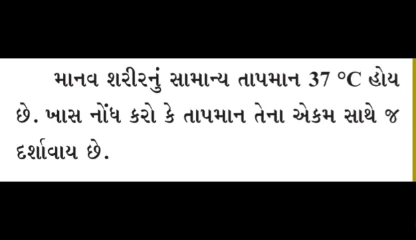 માનવ શરીરનું સામાન્ય તાપમાન 37 °C હોય
છે. ખાસ નોંધ કરો કે તાપમાન તેના એકમ સાથે જ
દર્શાવાય છે.